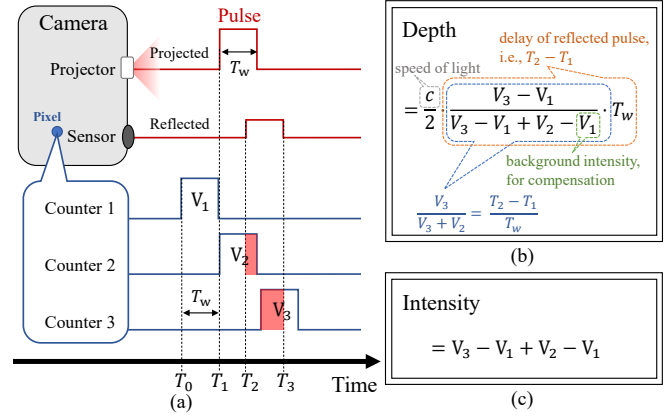 Camera
Pulse
Projector
Projected
T_w
Pixel
Sensor
Reflected
Counter 1
V_1
Counter 2
V_2
Counter 3
T_w
V_3
T_0 T_1 T_2 T_3 Time
(a)
Depth
delay of reflected pulse,
i.e., T_2 − T_1
speed of light
= c/2 · (V_3 − V_1)/(V_3 − V_1 + V_2 − V_1) · T_w
background intensity,
for compensation
V_3/(V_3 + V_2) = (T_2 − T_1)/T_w
(b)
Intensity
= V_3 − V_1 + V_2 − V_1
(c)